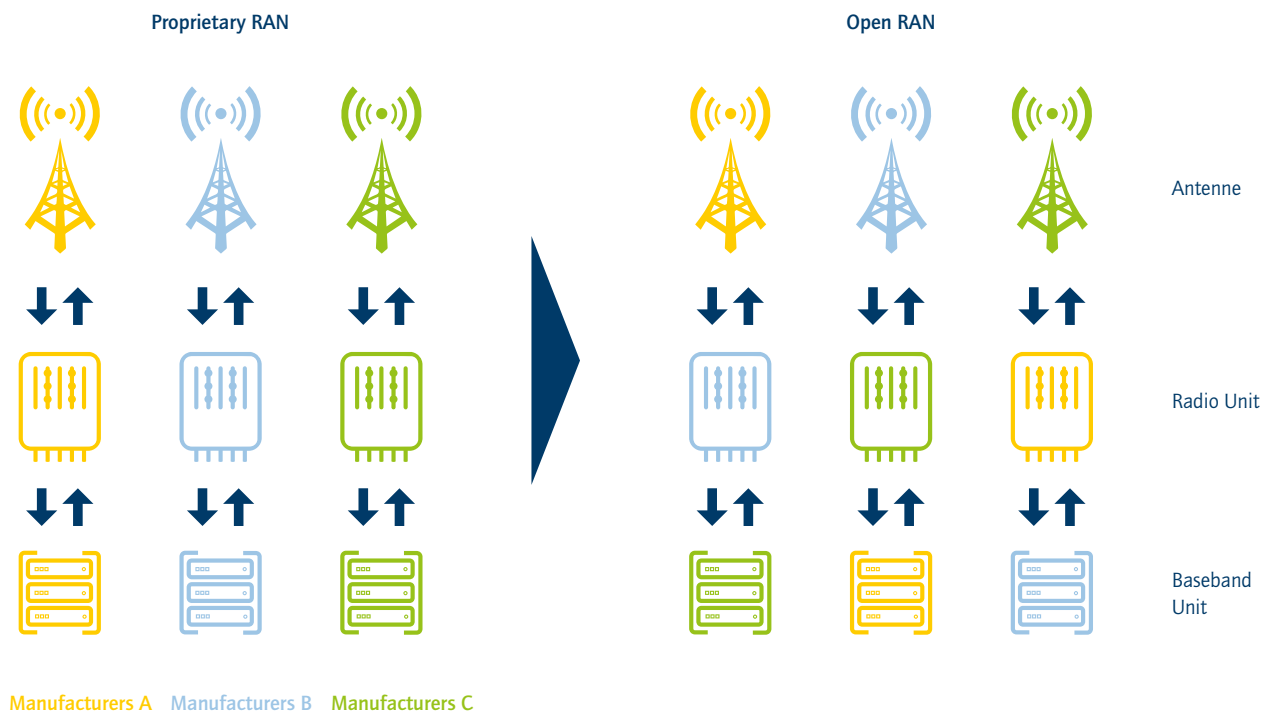 Proprietary RAN
Open RAN
Antenne
Radio Unit
Baseband
Unit
Manufacturers A
Manufacturers B
Manufacturers C